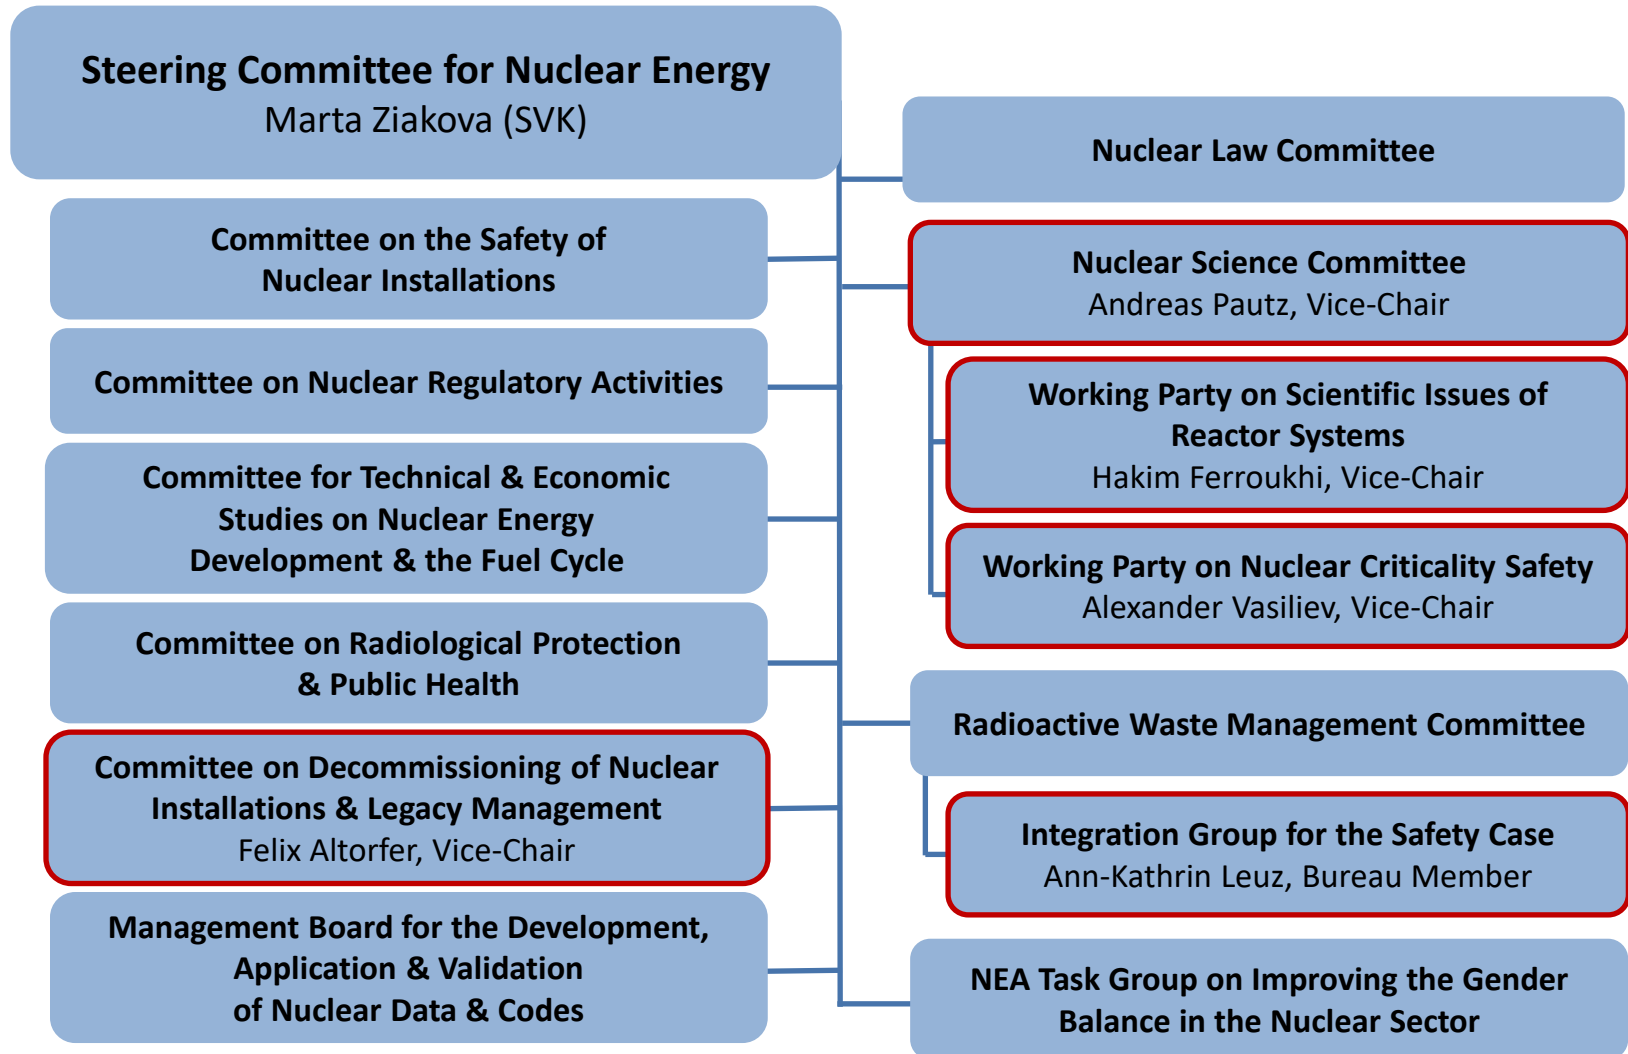 Steering Committee for Nuclear Energy
Marta Ziakova (SVK)
Committee on the Safety of
Nuclear Installations
Committee on Nuclear Regulatory Activities
Committee for Technical & Economic
Studies on Nuclear Energy
Development & the Fuel Cycle
Committee on Radiological Protection
& Public Health
Committee on Decommissioning of Nuclear
Installations & Legacy Management
Felix Altorfer, Vice-Chair
Management Board for the Development,
Application & Validation
of Nuclear Data & Codes
Nuclear Law Committee
Nuclear Science Committee
Andreas Pautz, Vice-Chair
Working Party on Scientific Issues of
Reactor Systems
Hakim Ferroukhi, Vice-Chair
Working Party on Nuclear Criticality Safety
Alexander Vasiliev, Vice-Chair
Radioactive Waste Management Committee
Integration Group for the Safety Case
Ann-Kathrin Leuz, Bureau Member
NEA Task Group on Improving the Gender
Balance in the Nuclear Sector